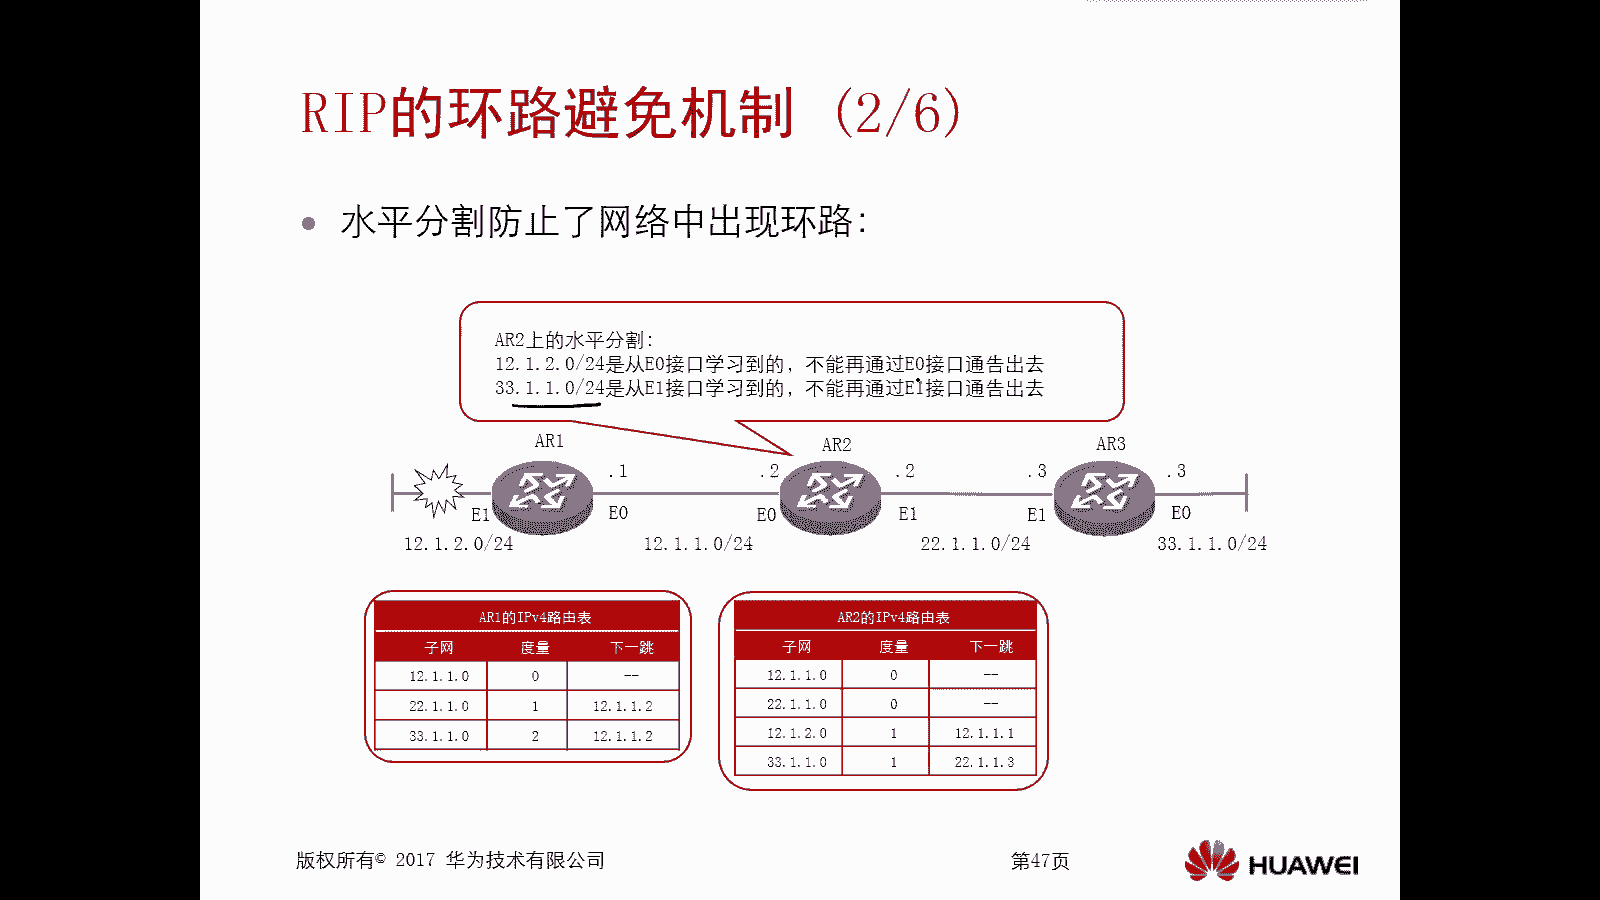 RIP的环路避免机制 (2/6)
水平分割防止了网络中出现环路：
AR2上的水平分割：
12.1.2.0/24是从E0接口学习到的，不能再通过E0接口通告出去
33.1.1.0/24是从E1接口学习到的，不能再通过E1接口通告出去
AR1 AR2 AR3
.1 .2 .2 .3 .3
E1 E0 E0 E1 E1 E0
12.1.2.0/24 12.1.1.0/24 22.1.1.0/24 33.1.1.0/24
AR1的IPv4路由表
子网 度量 下一跳
12.1.1.0 0 --
22.1.1.0 1 12.1.1.2
33.1.1.0 2 12.1.1.2
AR2的IPv4路由表
子网 度量 下一跳
12.1.1.0 0 --
22.1.1.0 0 --
12.1.2.0 1 12.1.1.1
33.1.1.0 1 22.1.1.3
版权所有© 2017 华为技术有限公司
第47页
HUAWEI